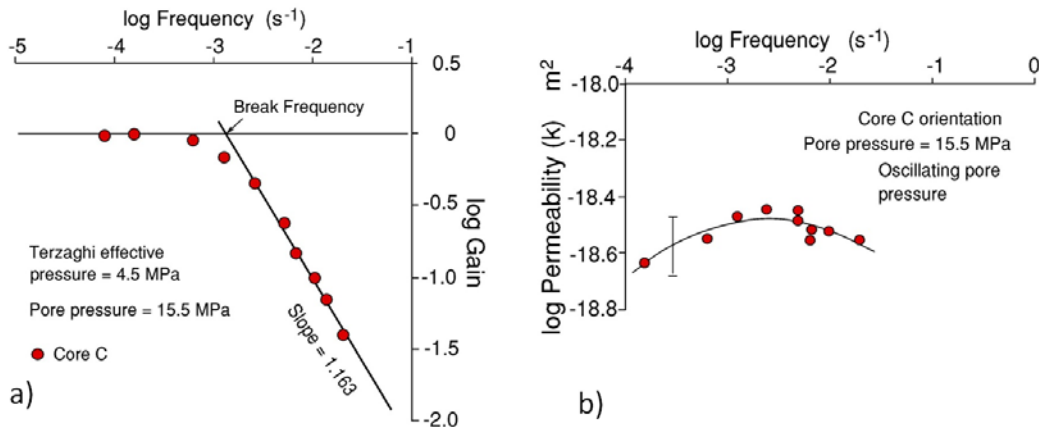 log Frequency (s⁻¹)
-5 -4 -3 -2 -1
0.5
0
-0.5
-1.0
-1.5
-2.0
log Gain
Break Frequency
Terzaghi effective
pressure = 4.5 MPa
Pore pressure = 15.5 MPa
Core C
Slope = 1.163
a)
log Frequency (s⁻¹)
-4 -3 -2 -1 0
log Permeability (k) m²
-18.0
-18.2
-18.4
-18.6
-18.8
Core C orientation
Pore pressure = 15.5 MPa
Oscillating pore
pressure
b)